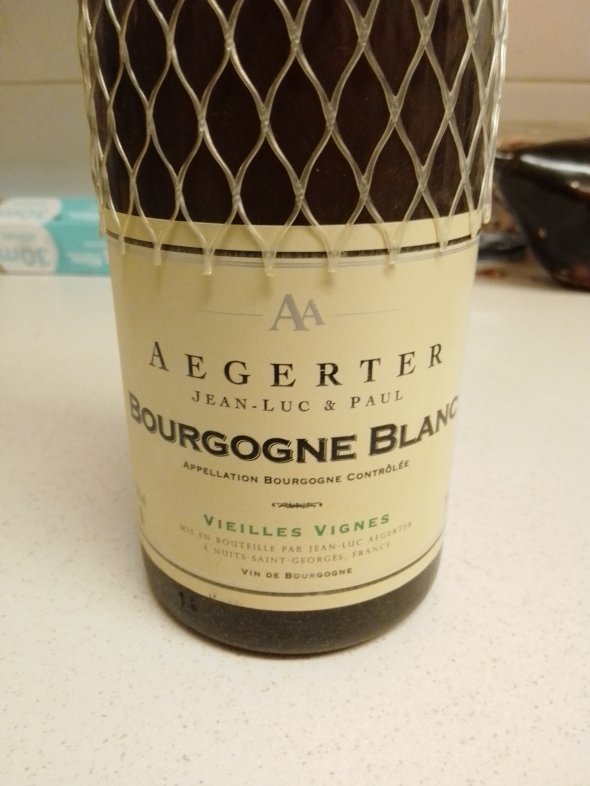 AA
AEGERTER
JEAN-LUC & PAUL
BOURGOGNE BLANC
APPELLATION BOURGOGNE CONTRÔLÉE
VIEILLES VIGNES
MIS EN BOUTEILLE PAR JEAN-LUC AEGERTER
À NUITS-SAINT-GEORGES, FRANCE
VIN DE BOURGOGNE
30m